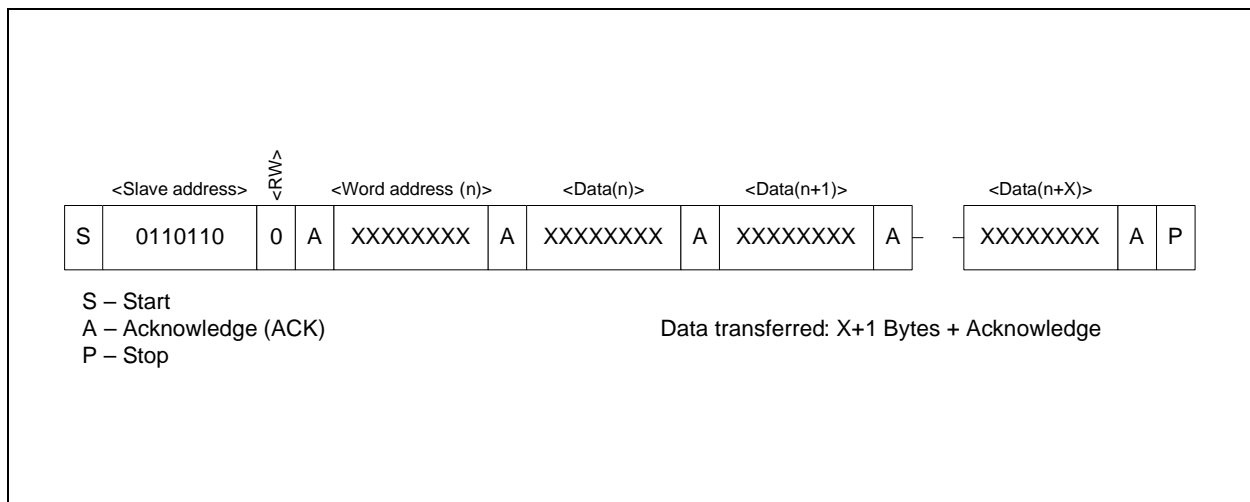 <RW>
<Slave address> <Word address (n)> <Data(n)> <Data(n+1)> <Data(n+X)>
S 0110110 0 A XXXXXXXX A XXXXXXXX A XXXXXXXX A XXXXXXXX A P
S – Start
A – Acknowledge (ACK) Data transferred: X+1 Bytes + Acknowledge
P – Stop